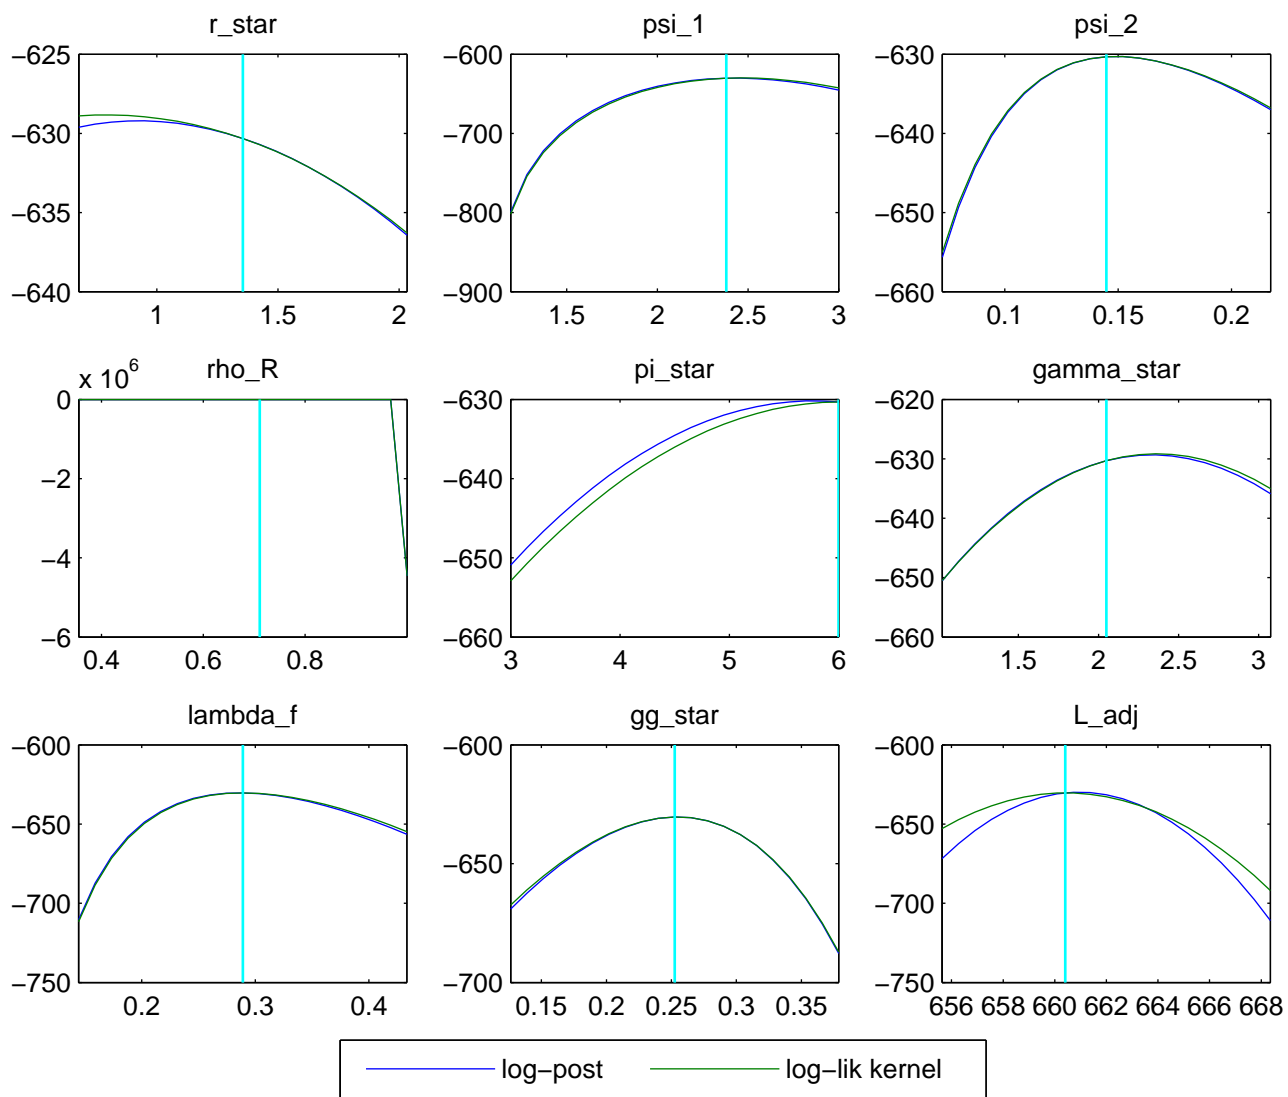 r_star psi_1 psi_2
−625 −600 −630
−630 −700 −640
−635 −800 −650
−640 −900 −660
1 1.5 2 1.5 2 2.5 3 0.1 0.15 0.2
x 10^6 rho_R pi_star gamma_star
0 −630 −620
−2 −640 −630
−640
−4 −650 −650
−6 −660 −660
0.4 0.6 0.8 3 4 5 6 1.5 2 2.5 3
lambda_f gg_star L_adj
−600 −600 −600
−650 −650 −650
−700 −700
−750 −700 −750
0.2 0.3 0.4 0.15 0.2 0.25 0.3 0.35 656 658 660 662 664 666 668
log−post log−lik kernel